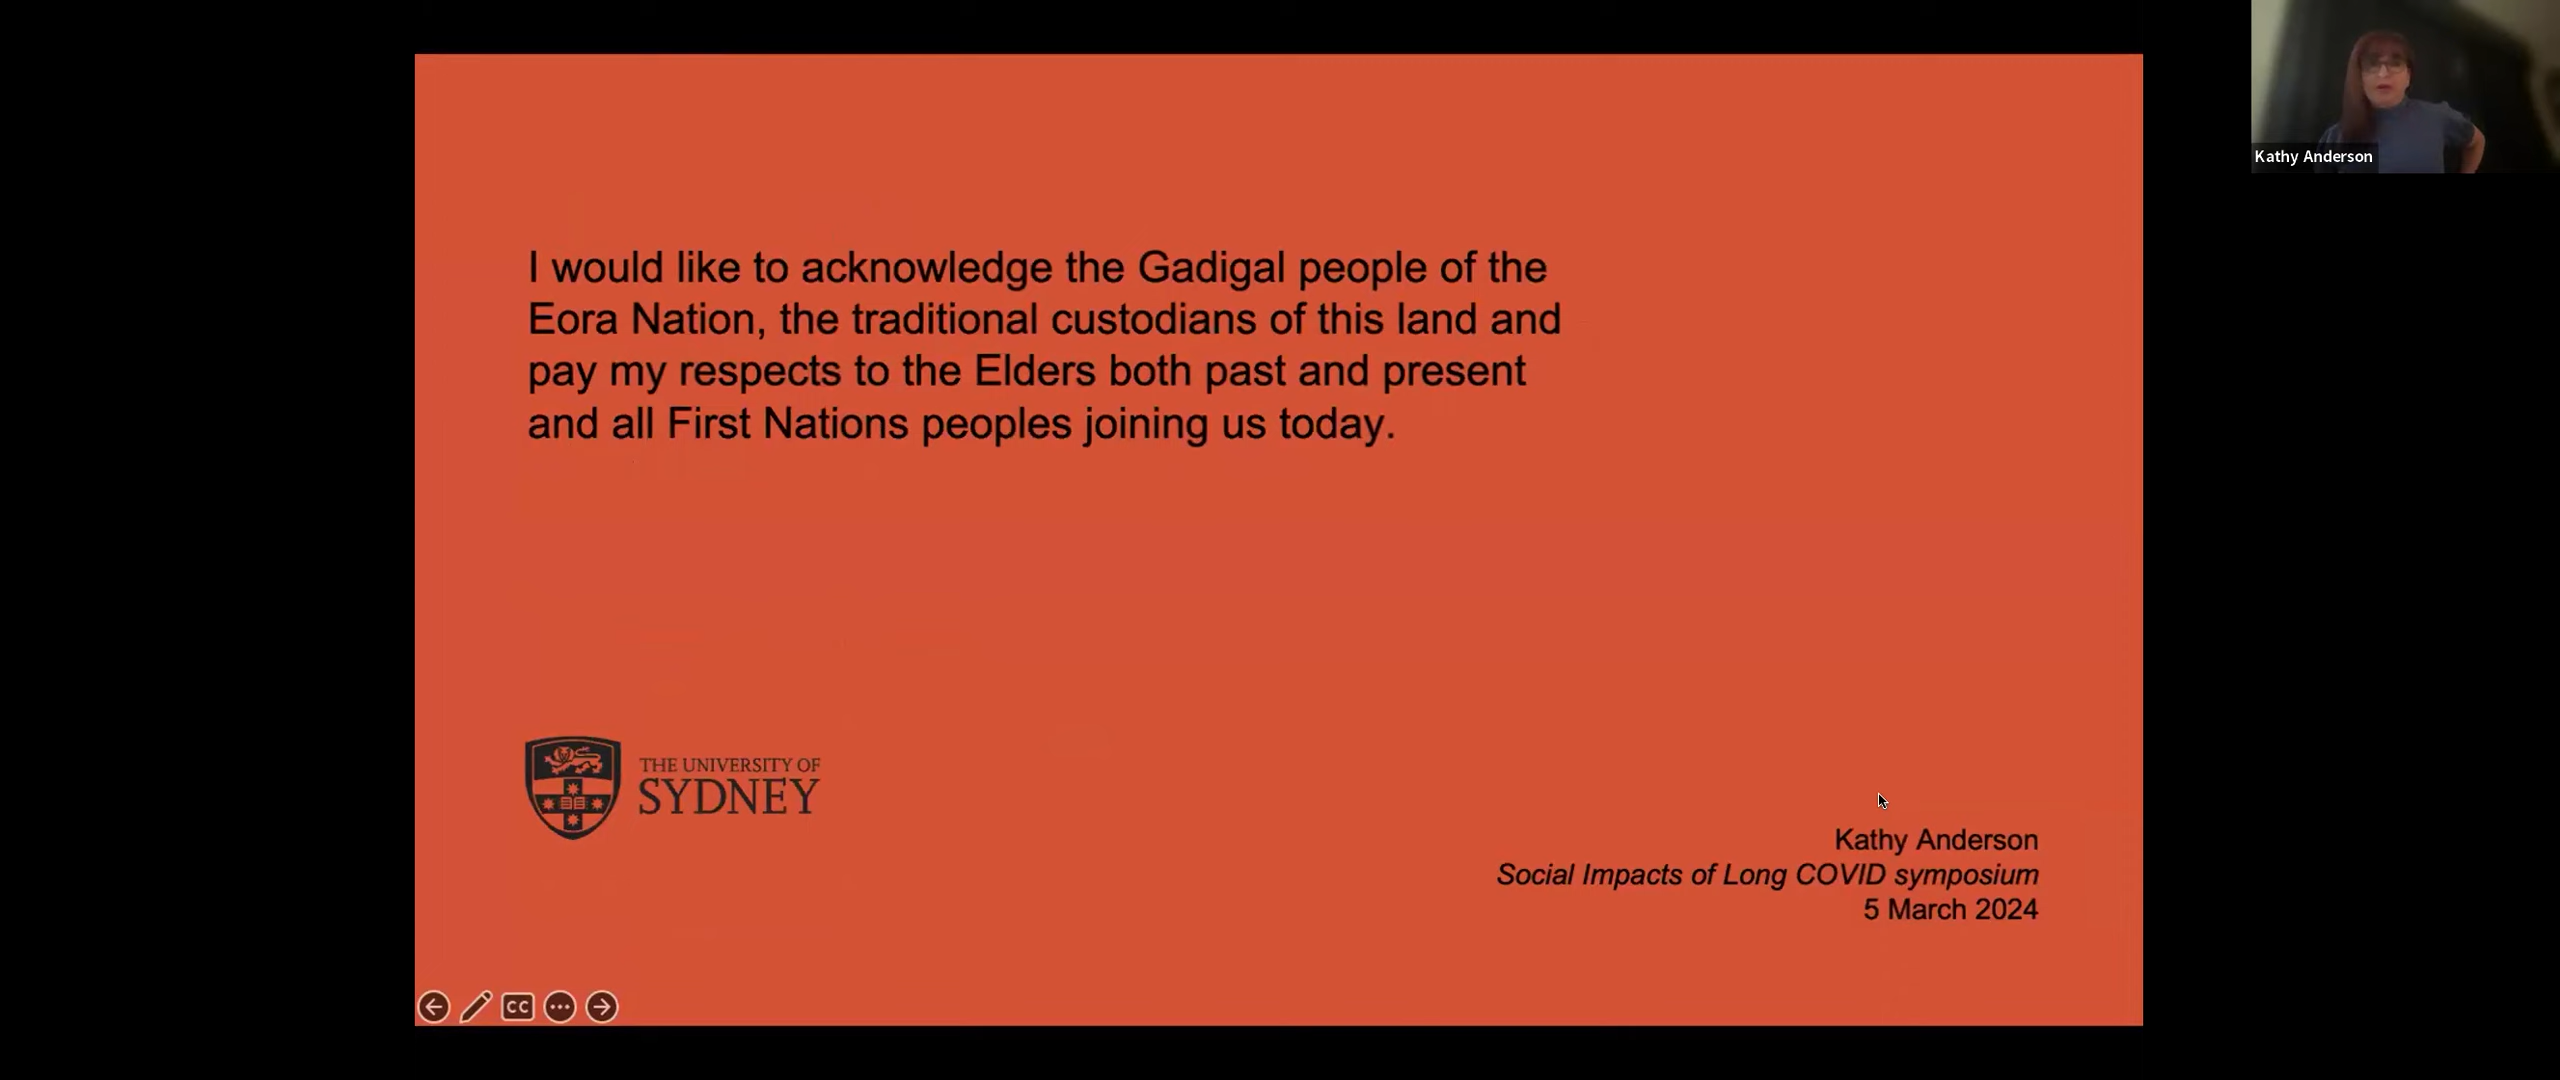 I would like to acknowledge the Gadigal people of the
Eora Nation, the traditional custodians of this land and
pay my respects to the Elders both past and present
and all First Nations peoples joining us today.
THE UNIVERSITY OF
SYDNEY
Kathy Anderson
Social Impacts of Long COVID symposium
5 March 2024
CC
Kathy Anderson